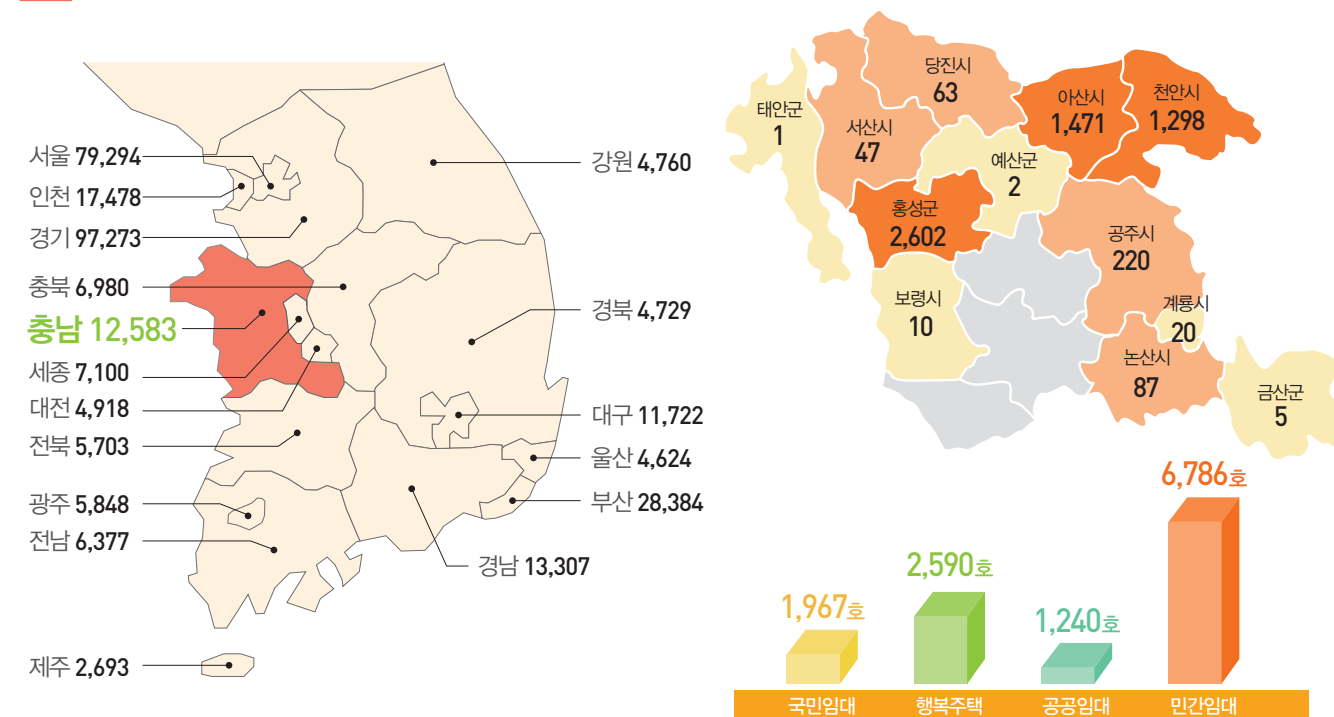 서울 79,294
인천 17,478
경기 97,273
충북 6,980
충남 12,583
세종 7,100
대전 4,918
전북 5,703
광주 5,848
전남 6,377
제주 2,693
강원 4,760
경북 4,729
대구 11,722
울산 4,624
부산 28,384
경남 13,307
태안군
1
서산시
47
당진시
63
아산시
1,471
천안시
1,298
예산군
2
홍성군
2,602
공주시
220
보령시
10
계룡시
20
논산시
87
금산군
5
1,967호
2,590호
1,240호
6,786호
국민임대
행복주택
공공임대
민간임대